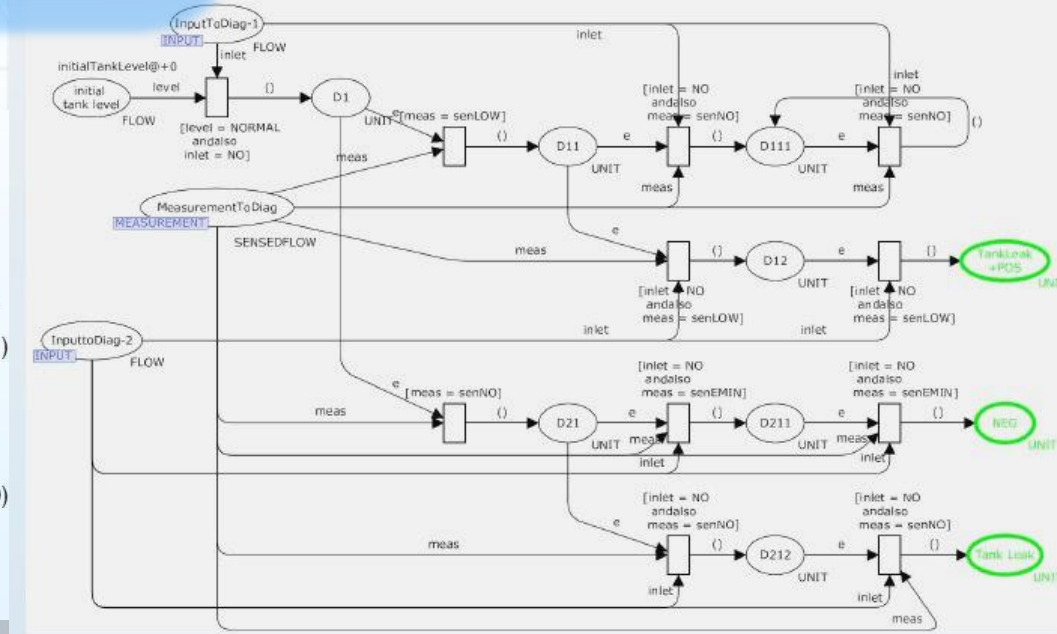 InputToDiag-1
INPUT
FLOW
inlet
inlet
initialTankLevel@+0
initial
tank level
level
FLOW
()
[level = NORMAL
andalso
inlet = NO]
D1
UNIT
e
[meas = senLOW]
meas
()
D11
UNIT
e
[inlet = NO
andalso
meas = senNO]
meas
()
D111
UNIT
e
inlet
[inlet = NO
andalso
meas = senNO]
meas
()
MeasurementToDiag
MEASUREMENT
SENSEDFLOW
meas
e
()
[inlet = NO
andalso
meas = senLOW]
inlet
D12
UNIT
e
()
[inlet = NO
andalso
meas = senLOW]
inlet
TankLeak
+POS
UNI
)
InputtoDiag-2
INPUT
FLOW
meas
e
[meas = senNO]
()
D21
UNIT
e
[inlet = NO
andalso
meas = senEMIN]
meas
inlet
()
D211
UNIT
e
[inlet = NO
andalso
meas = senEMIN]
meas
inlet
()
NEG
UNIT
)
meas
e
[inlet = NO
andalso
meas = senNO]
inlet
()
D212
UNIT
e
[inlet = NO
andalso
meas = senNO]
inlet
meas
()
Tank Leak
UNIT